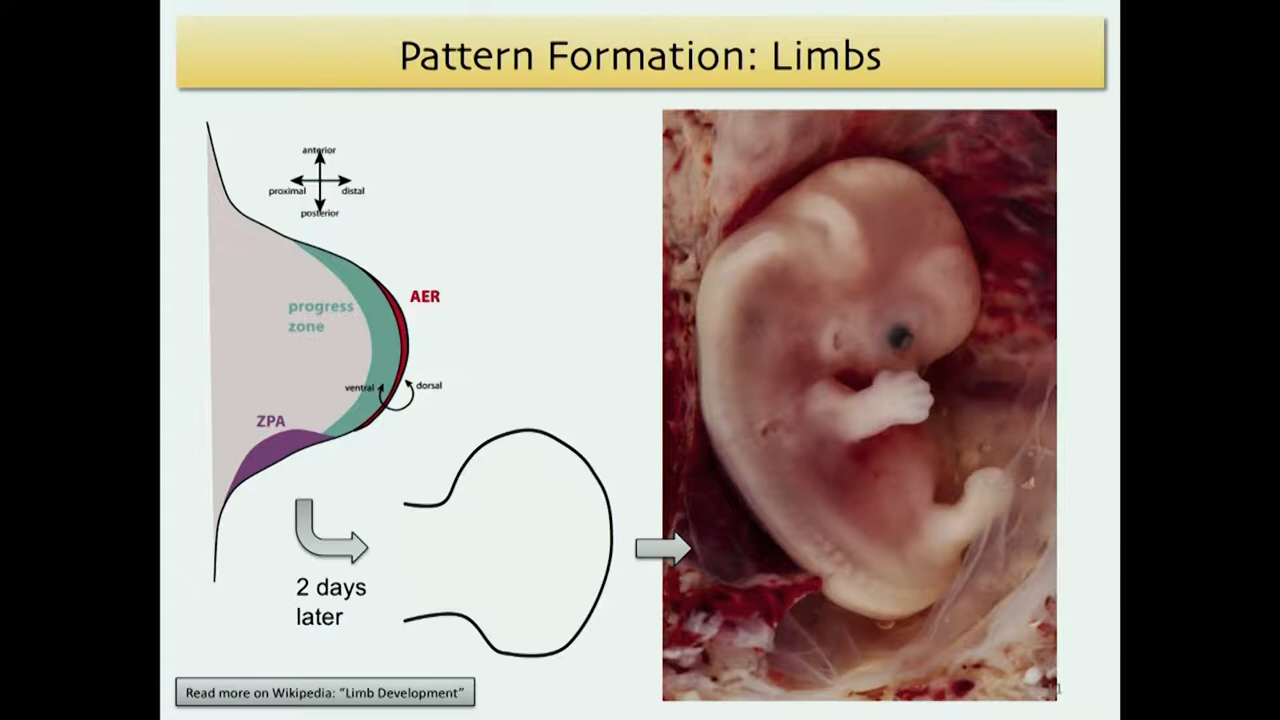 Pattern Formation: Limbs
anterior
proximal
distal
posterior
progress
zone
AER
ventral
dorsal
ZPA
2 days
later
Read more on Wikipedia: “Limb Development”